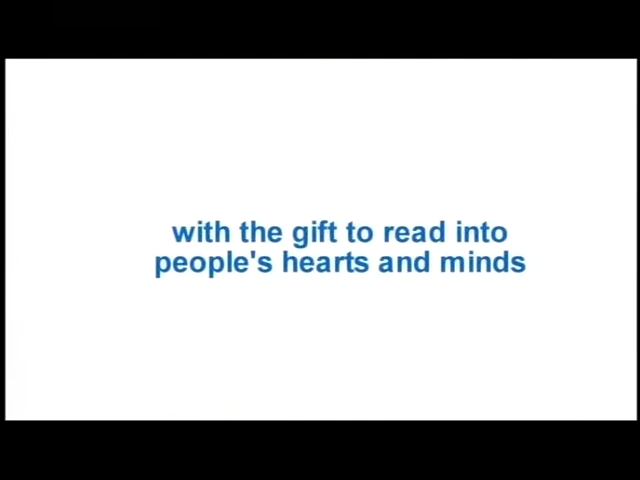 with the gift to read into
people's hearts and minds